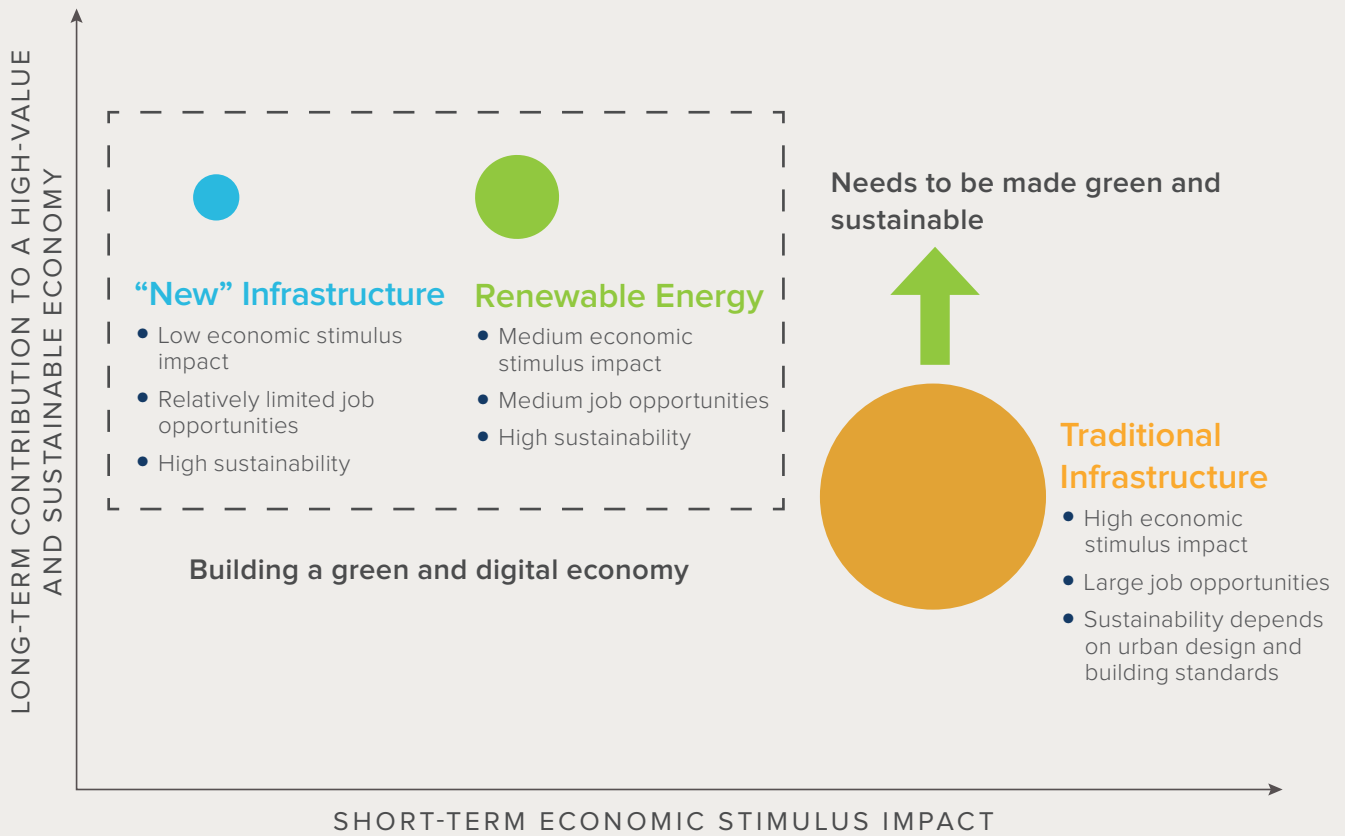 LONG-TERM CONTRIBUTION TO A HIGH-VALUE
AND SUSTAINABLE ECONOMY
“New” Infrastructure
• Low economic stimulus
impact
• Relatively limited job
opportunities
• High sustainability
Renewable Energy
• Medium economic
stimulus impact
• Medium job opportunities
• High sustainability
Building a green and digital economy
Needs to be made green and
sustainable
Traditional
Infrastructure
• High economic
stimulus impact
• Large job opportunities
• Sustainability depends
on urban design and
building standards
SHORT-TERM ECONOMIC STIMULUS IMPACT